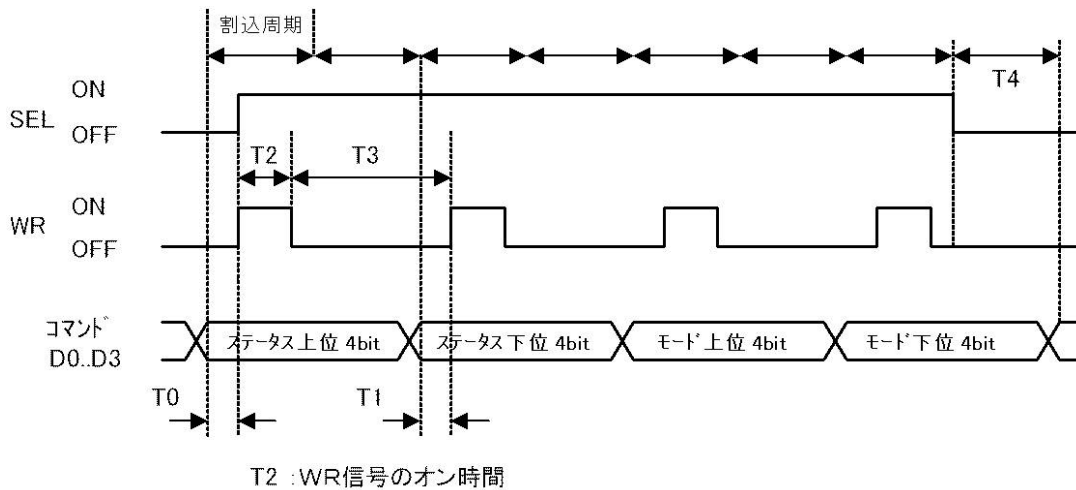 割込周期
T4
ON
SEL
OFF
T2 T3
ON
WR
OFF
コマンド
D0..D3
ステータス上位 4bit
ステータス下位 4bit
モード上位 4bit
モード下位 4bit
T0
T1
T2 :WR信号のオン時間